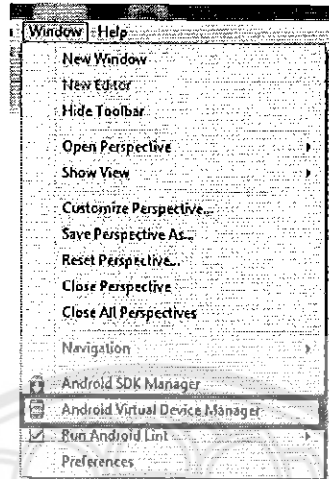 Window Help
New Window
New Editor
Hide Toolbar
Open Perspective
Show View
Customize Perspective...
Save Perspective As...
Reset Perspective...
Close Perspective
Close All Perspectives
Navigation
Android SDK Manager
Android Virtual Device Manager
Run Android Lint
Preferences